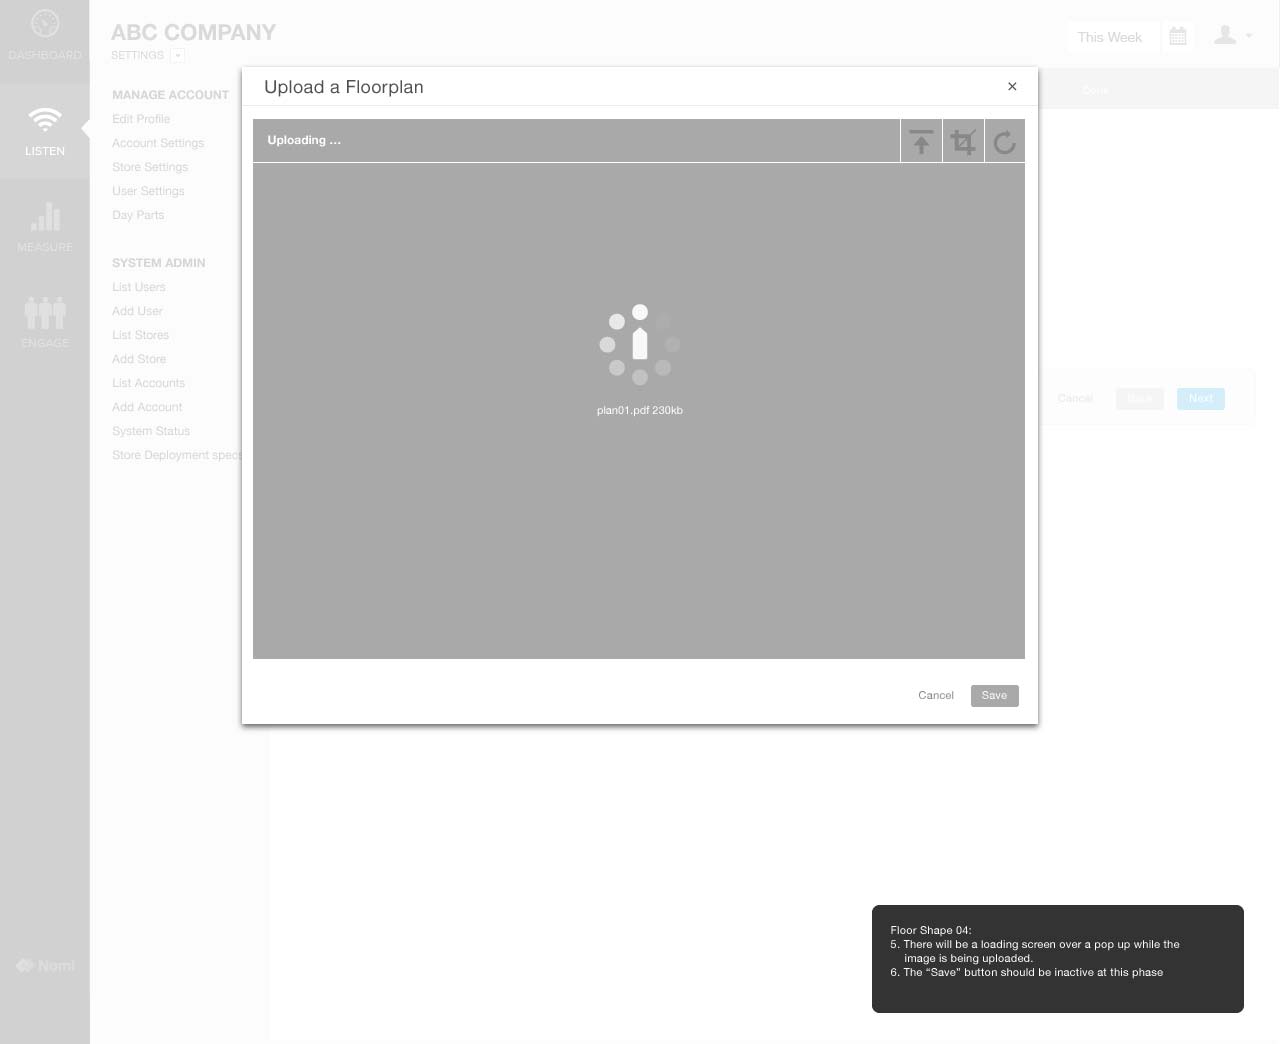 DASHBOARD
LISTEN
MEASURE
ENGAGE
Nomi
ABC COMPANY
SETTINGS
This Week
MANAGE ACCOUNT
Edit Profile
Account Settings
Store Settings
User Settings
Day Parts
SYSTEM ADMIN
List Users
Add User
List Stores
Add Store
List Accounts
Add Account
System Status
Store Deployment specs
Done
Cancel Back Next
Upload a Floorplan ×
Uploading ...
plan01.pdf 230kb
Cancel Save
Floor Shape 04:
5. There will be a loading screen over a pop up while the
image is being uploaded.
6. The “Save” button should be inactive at this phase